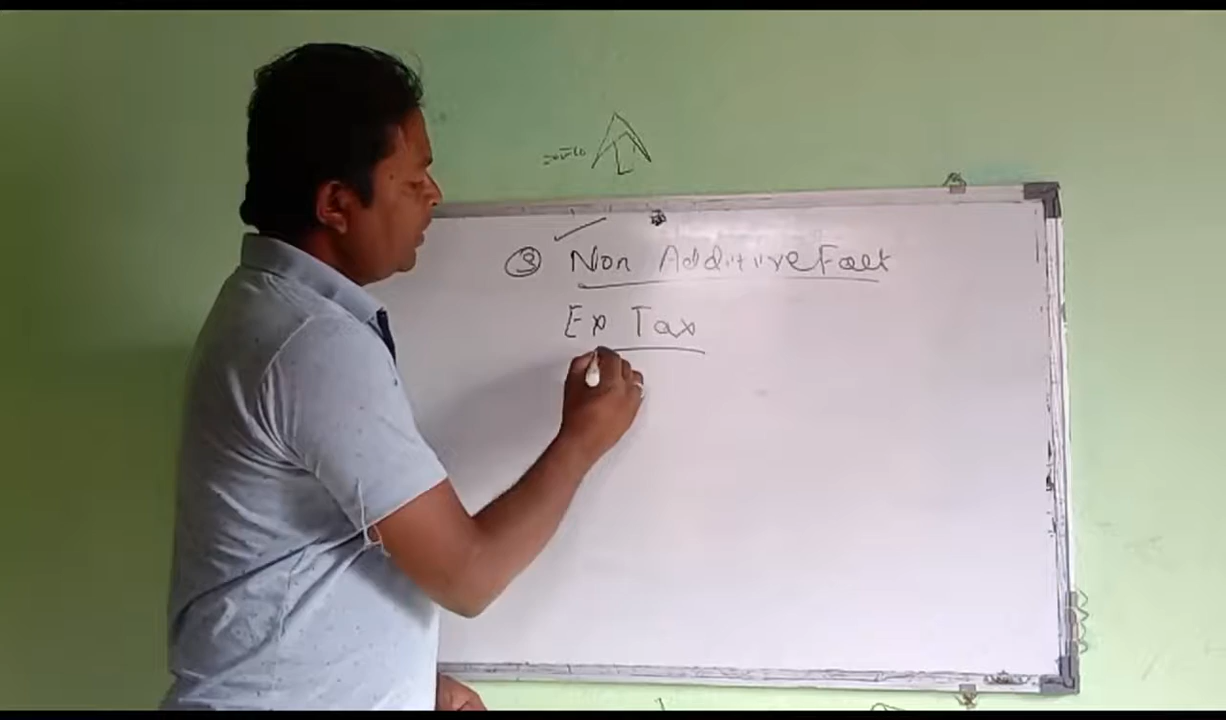 ③ Non Additive Fact
Ex Tax